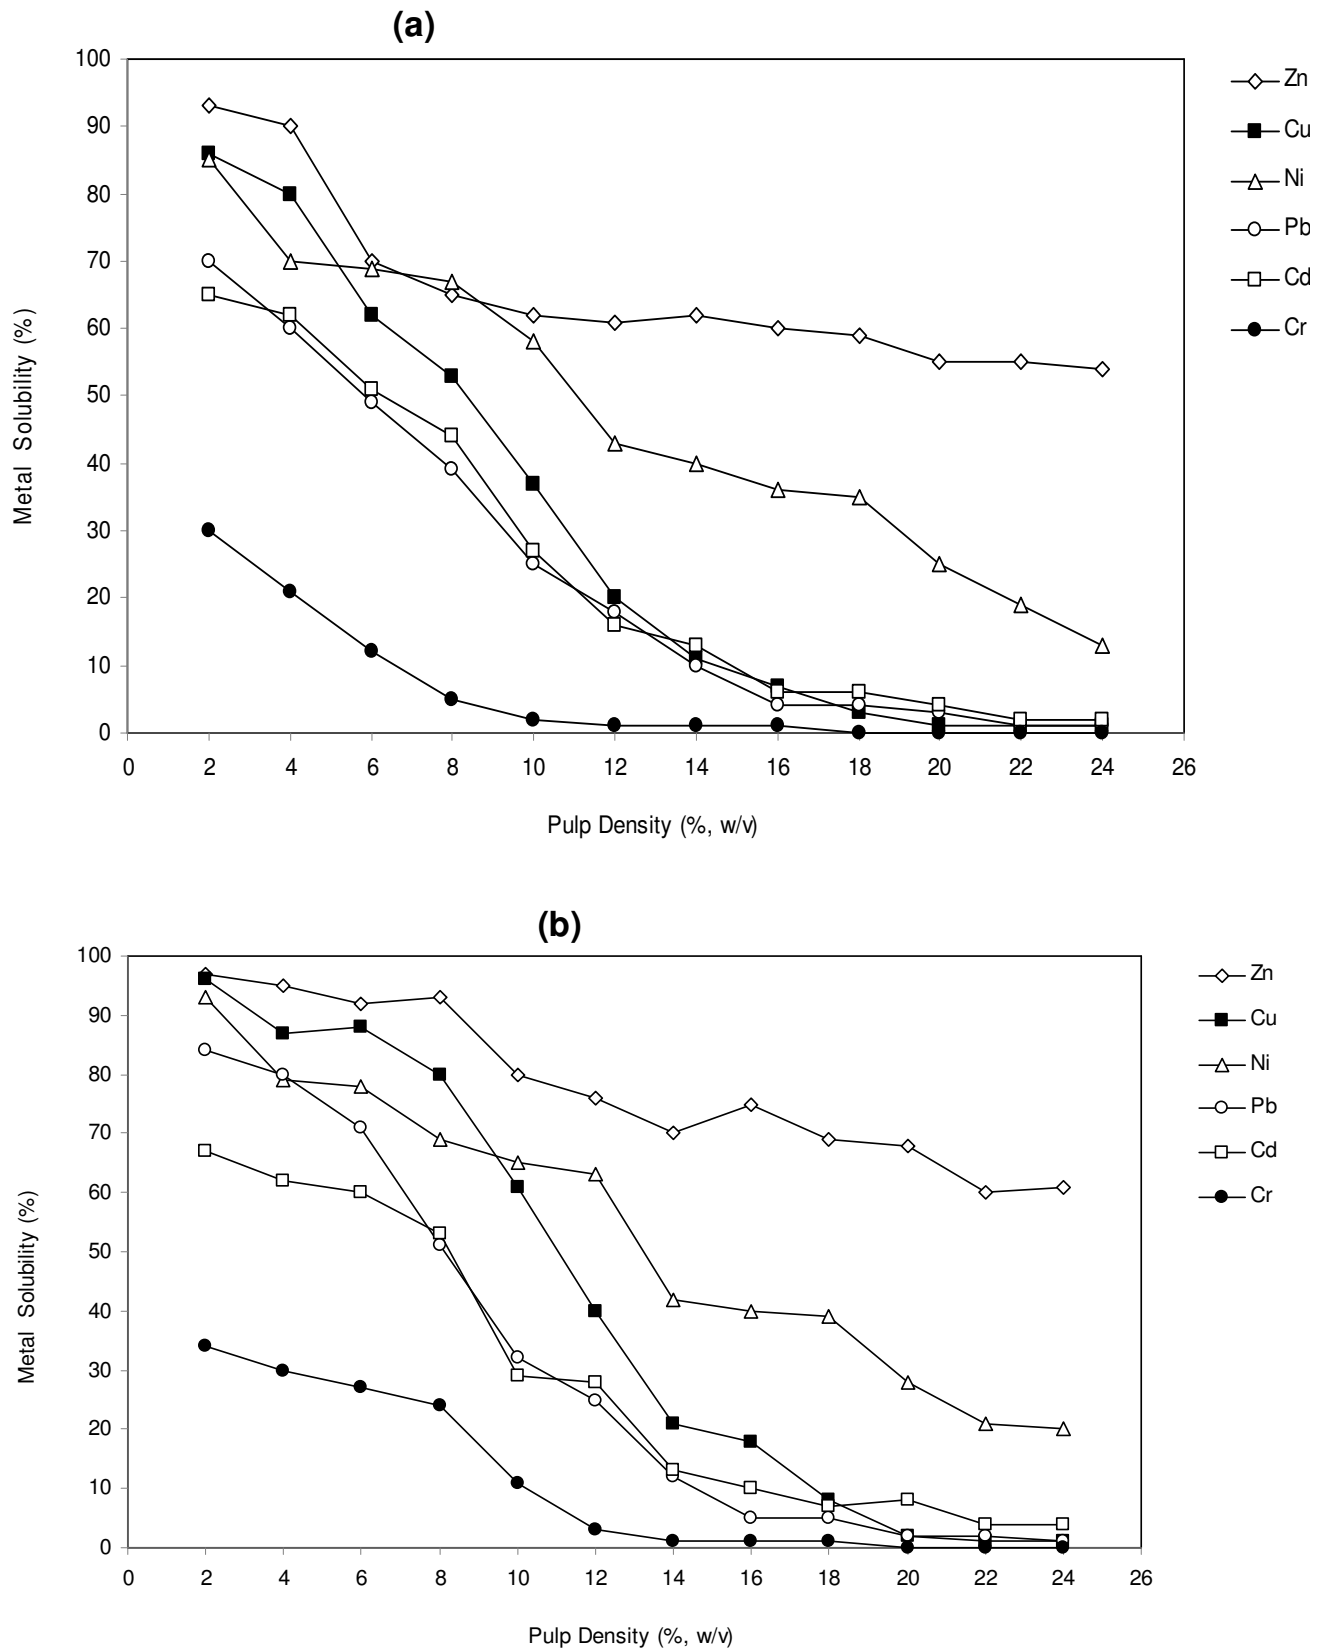 (a)
100
90
80
70
60
50
40
30
20
10
0
0 2 4 6 8 10 12 14 16 18 20 22 24 26
Metal Solubility (%)
Pulp Density (%, w/v)
Zn
Cu
Ni
Pb
Cd
Cr
(b)
100
90
80
70
60
50
40
30
20
10
0
0 2 4 6 8 10 12 14 16 18 20 22 24 26
Metal Solubility (%)
Pulp Density (%, w/v)
Zn
Cu
Ni
Pb
Cd
Cr